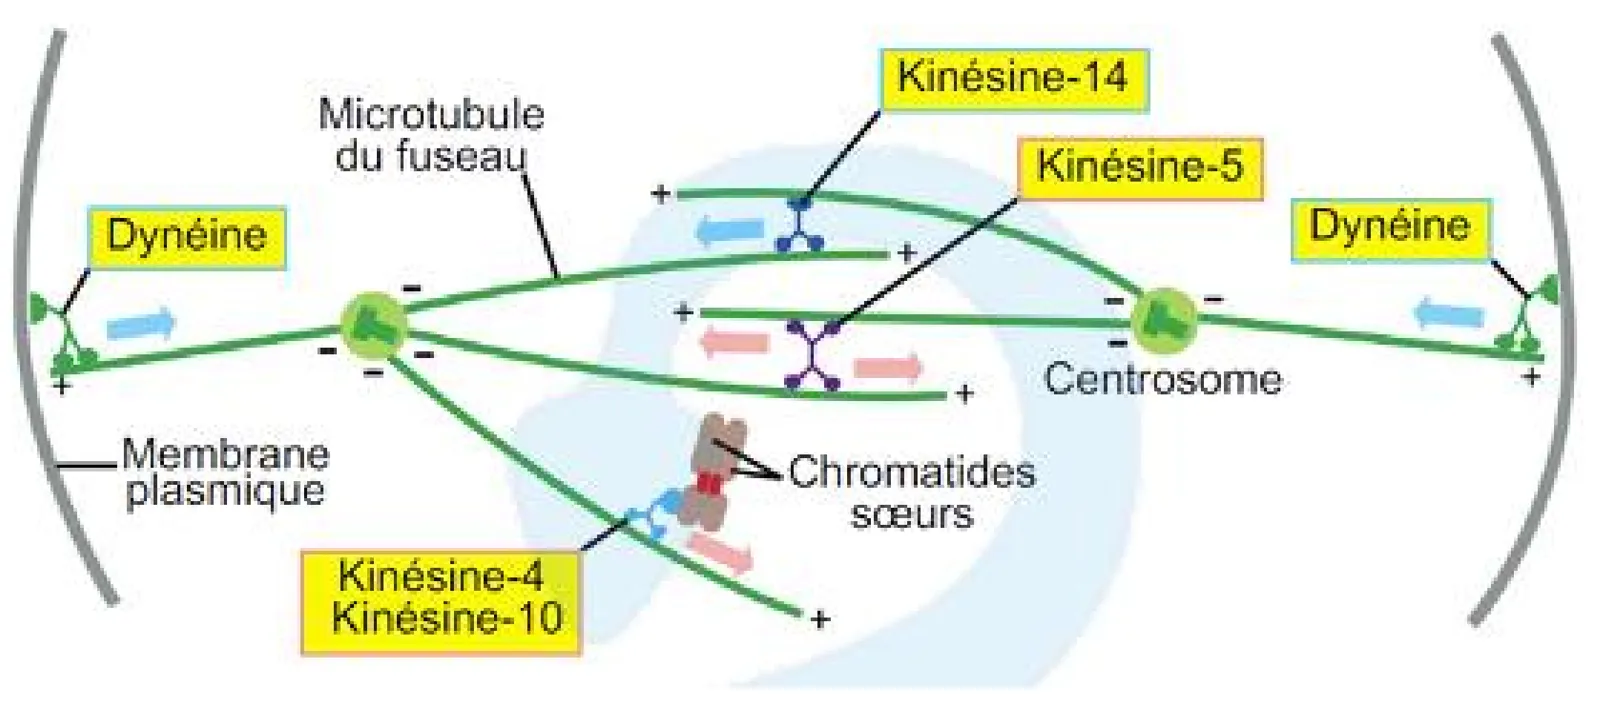 Kinésine-14
Microtubule
du fuseau
Kinésine-5
+
Dynéine
Dynéine
+
-
+
-
-
-
-
-
-
+
+
Centrosome
+
Membrane
plasmique
Chromatides
sœurs
Kinésine-4
Kinésine-10
+